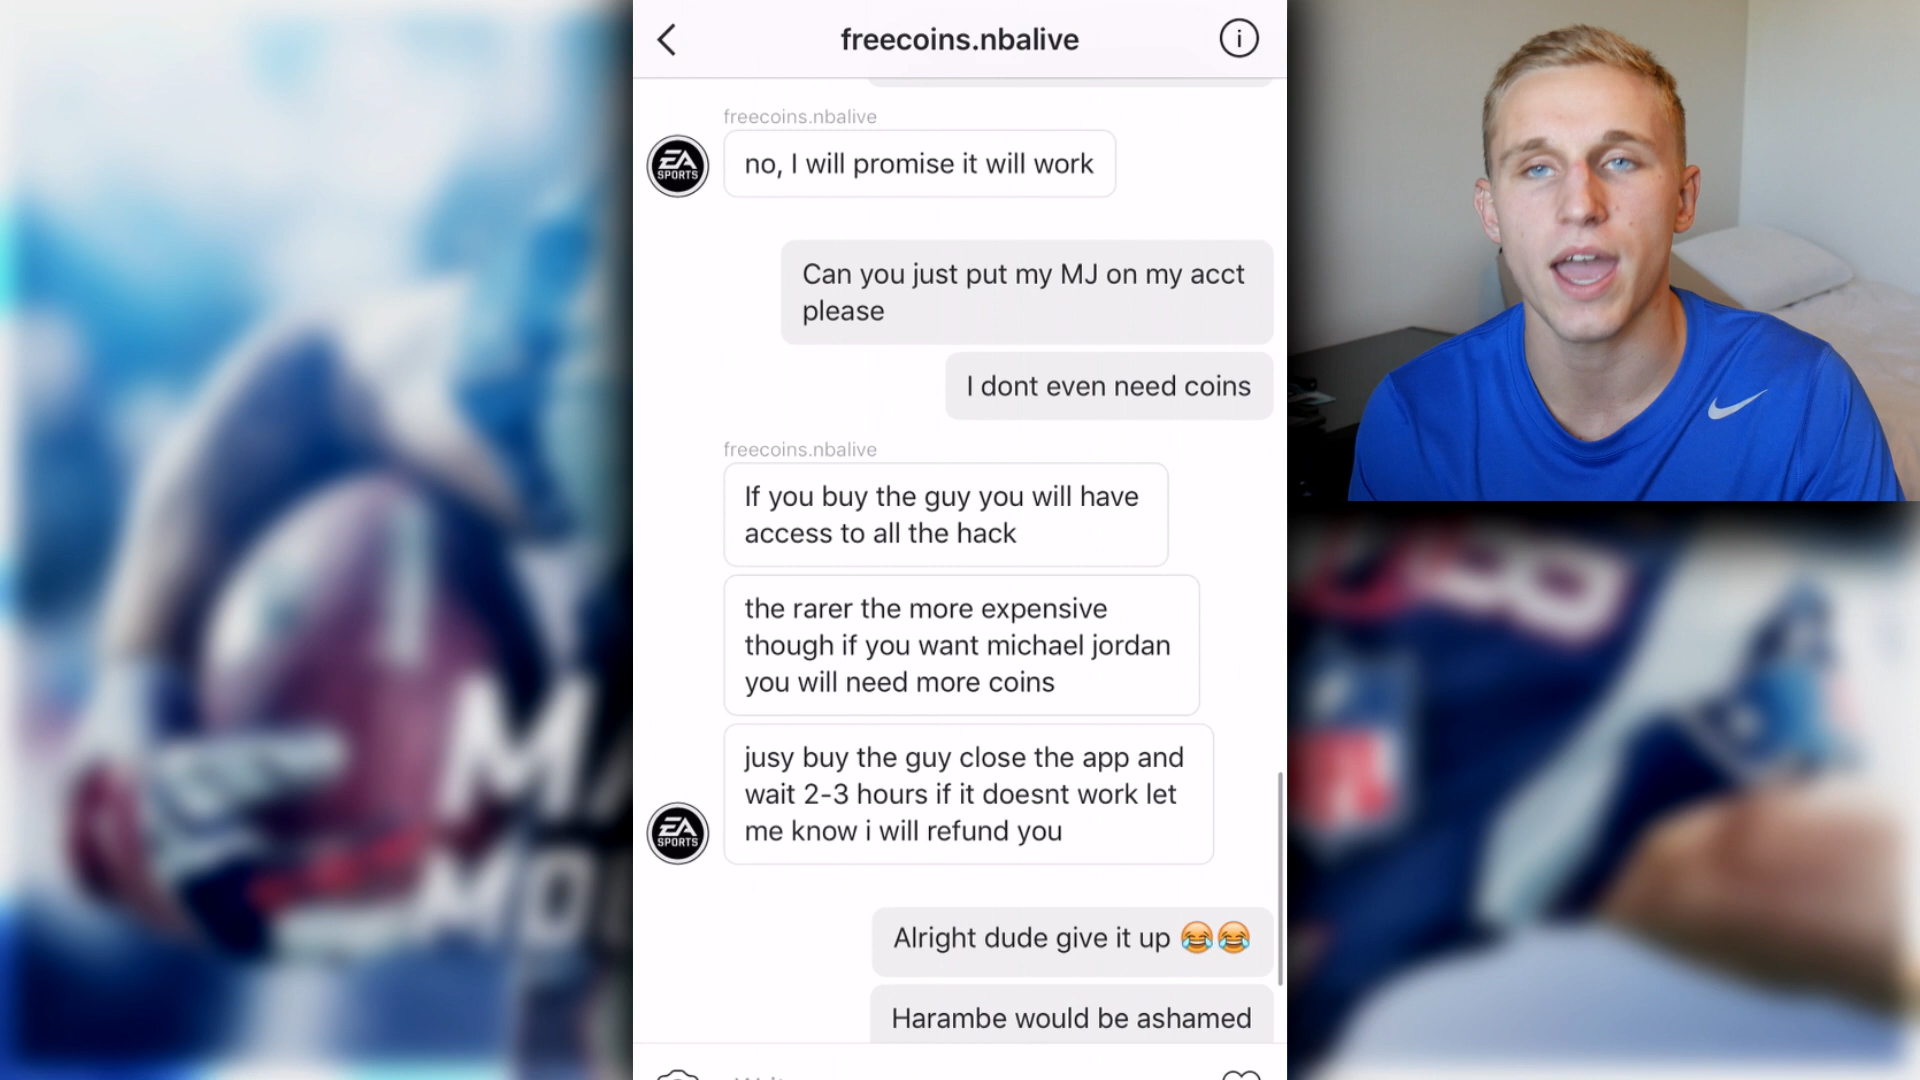 freecoins.nbalive
freecoins.nbalive
EA
SPORTS
no, I will promise it will work
Can you just put my MJ on my acct
please
I dont even need coins
freecoins.nbalive
If you buy the guy you will have
access to all the hack
the rarer the more expensive
though if you want michael jordan
you will need more coins
jusy buy the guy close the app and
wait 2-3 hours if it doesnt work let
me know i will refund you
EA
SPORTS
Alright dude give it up 😂😂
Harambe would be ashamed